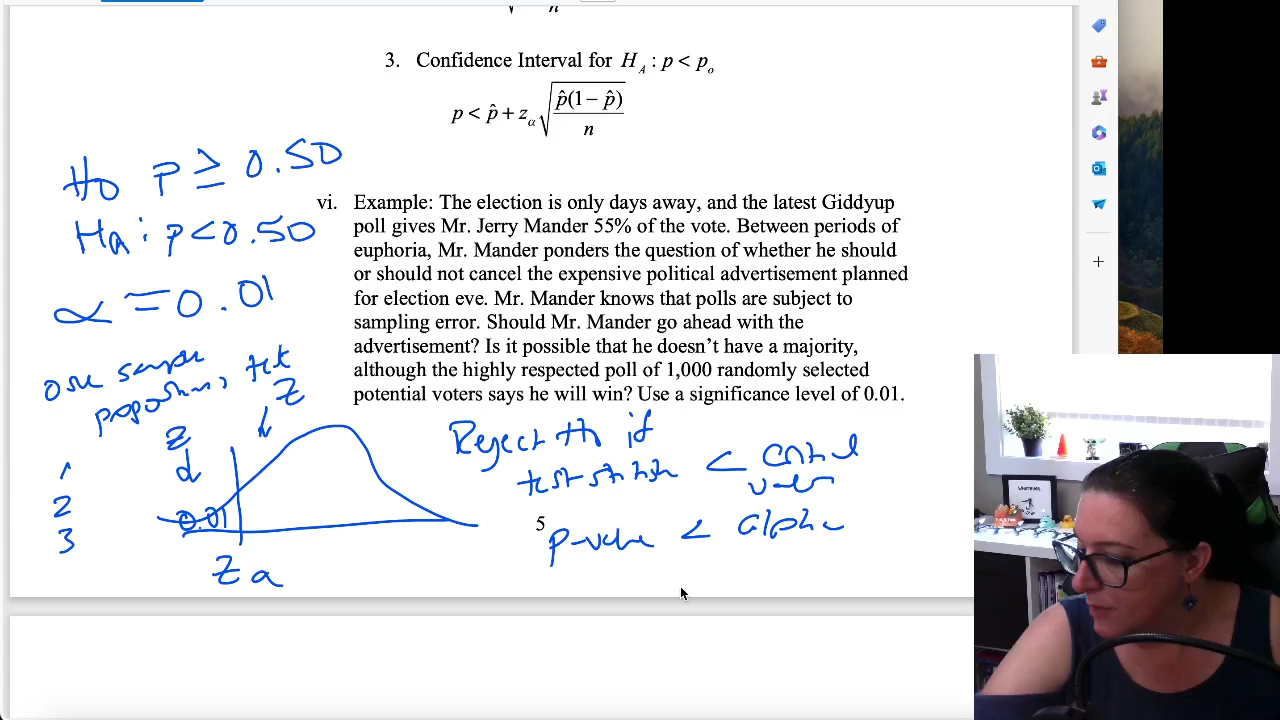 n
3. Confidence Interval for H_A : p < p_o
p < p̂ + z_α √(p̂(1− p̂)/n)
Ho p ≥ 0.50
HA: p<0.50
α = 0.01
one sample
proportions, test
Z
vi. Example: The election is only days away, and the latest Giddyup
poll gives Mr. Jerry Mander 55% of the vote. Between periods of
euphoria, Mr. Mander ponders the question of whether he should
or should not cancel the expensive political advertisement planned
for election eve. Mr. Mander knows that polls are subject to
sampling error. Should Mr. Mander go ahead with the
advertisement? Is it possible that he doesn't have a majority,
although the highly respected poll of 1,000 randomly selected
potential voters says he will win? Use a significance level of 0.01.
Z
1
2
3
0.01
Z a
Reject Ho if
test statistic < critical
value
p-value < alpha
5